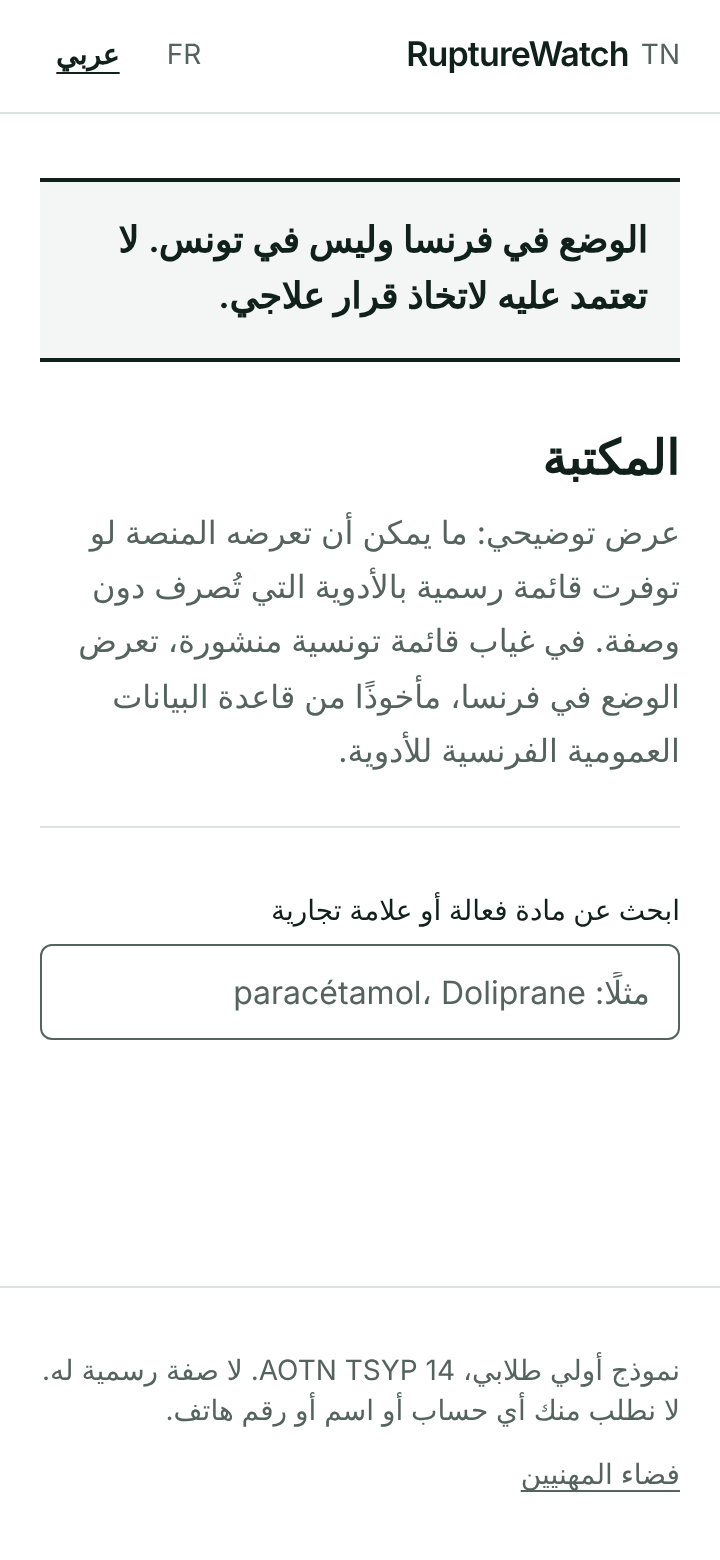 RuptureWatch TN
FR
عربي
الوضع في فرنسا وليس في تونس. لا
تعتمد عليه لاتخاذ قرار علاجي.
المكتبة
عرض توضيحي: ما يمكن أن تعرضه المنصة لو
توفرت قائمة رسمية بالأدوية التي تُصرف دون
وصفة. في غياب قائمة تونسية منشورة، تعرض
الوضع في فرنسا، مأخوذًا من قاعدة البيانات
العمومية الفرنسية للأدوية.
ابحث عن مادة فعالة أو علامة تجارية
مثلًا: paracétamol، Doliprane
نموذج أولي طلابي، AOTN TSYP 14. لا صفة رسمية له.
لا نطلب منك أي حساب أو اسم أو رقم هاتف.
فضاء المهنيين